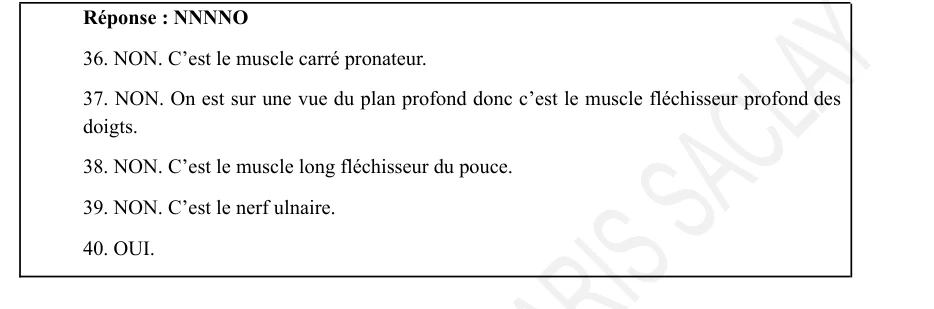 Réponse : NNNNO
36. NON. C’est le muscle carré pronateur.
37. NON. On est sur une vue du plan profond donc c’est le muscle fléchisseur profond des
doigts.
38. NON. C’est le muscle long fléchisseur du pouce.
39. NON. C’est le nerf ulnaire.
40. OUI.
ARIS SACLAY